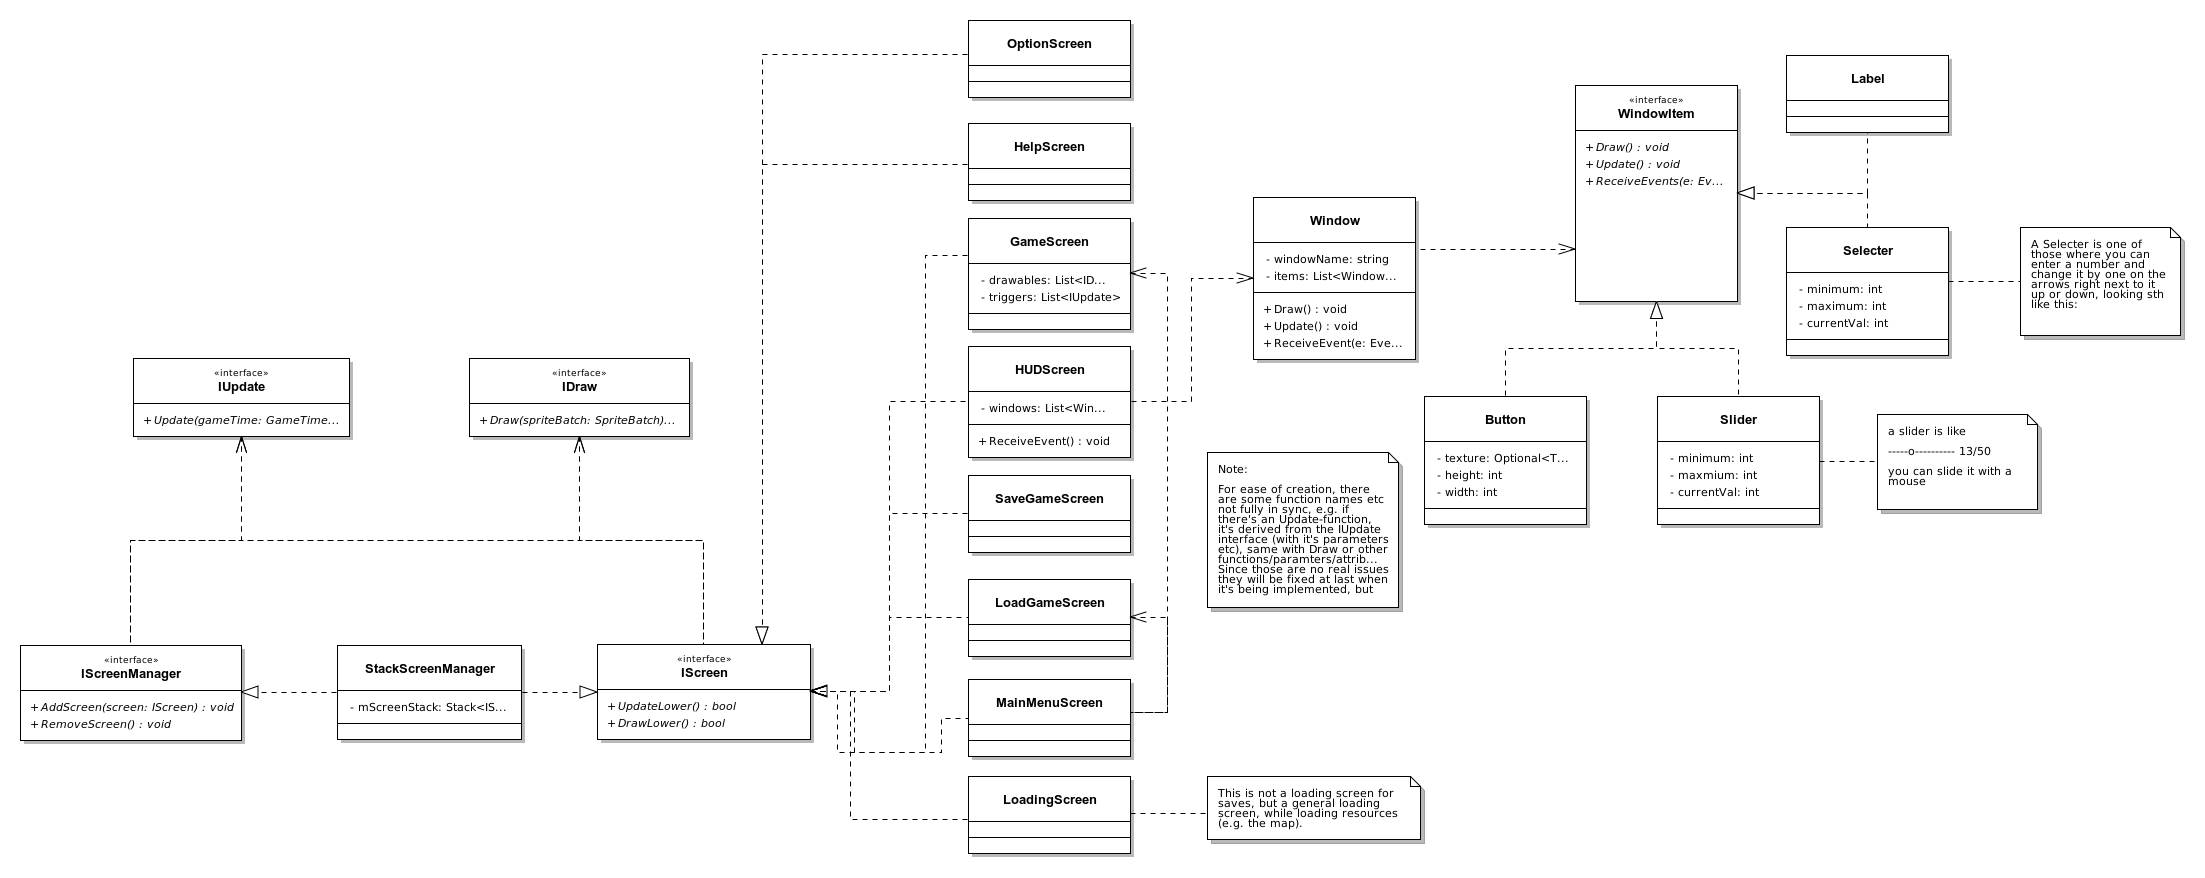 OptionScreen
HelpScreen
GameScreen
- drawables: List<ID...
- triggers: List<IUpdate>
HUDScreen
- windows: List<Win...
+ ReceiveEvent() : void
SaveGameScreen
LoadGameScreen
MainMenuScreen
LoadingScreen
«interface»
IUpdate
+ Update(gameTime: GameTime...
«interface»
IDraw
+ Draw(spriteBatch: SpriteBatch)...
«interface»
IScreenManager
+ AddScreen(screen: IScreen) : void
+ RemoveScreen() : void
StackScreenManager
- mScreenStack: Stack<IS...
«interface»
IScreen
+ UpdateLower() : bool
+ DrawLower() : bool
Window
- windowName: string
- items: List<Window...
+ Draw() : void
+ Update() : void
+ ReceiveEvent(e: Eve...
«interface»
WindowItem
+ Draw() : void
+ Update() : void
+ ReceiveEvents(e: Ev...
Label
Selecter
- minimum: int
- maximum: int
- currentVal: int
A Selecter is one of
those where you can
enter a number and
change it by one on the
arrows right next to it
up or down, looking sth
like this:
Button
- texture: Optional<T...
- height: int
- width: int
Slider
- minimum: int
- maxmium: int
- currentVal: int
a slider is like
-----o---------- 13/50
you can slide it with a
mouse
Note:
For ease of creation, there
are some function names etc
not fully in sync, e.g. if
there's an Update-function,
it's derived from the IUpdate
interface (with it's parameters
etc), same with Draw or other
functions/paramters/attrib...
Since those are no real issues
they will be fixed at last when
it's being implemented, but
This is not a loading screen for
saves, but a general loading
screen, while loading resources
(e.g. the map).